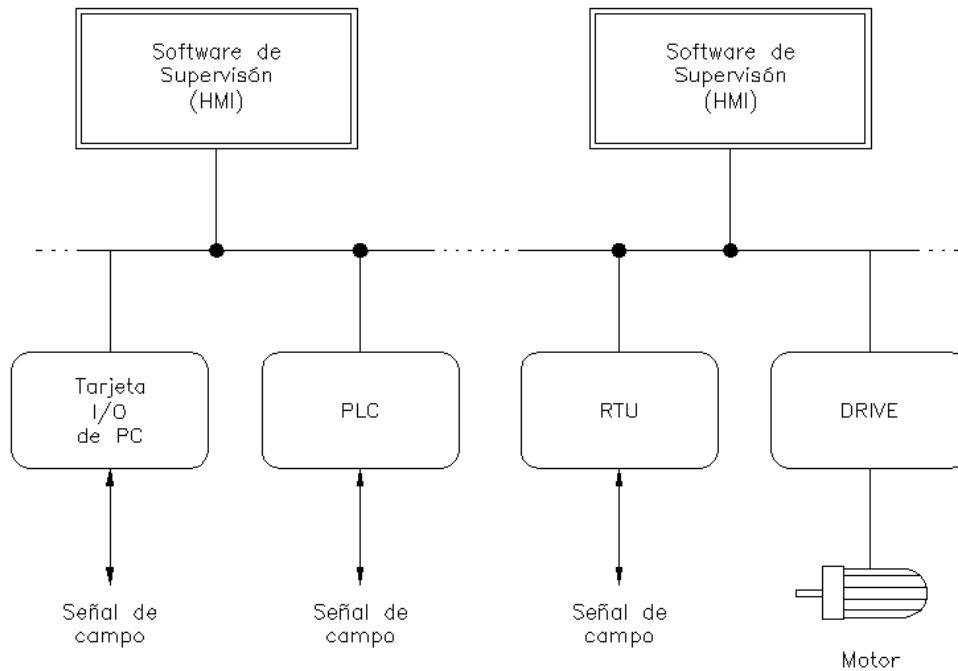 Software de
Supervisón
(HMI)
Software de
Supervisón
(HMI)
Tarjeta
I/O
de PC
PLC
RTU
DRIVE
Señal de
campo
Señal de
campo
Señal de
campo
Motor